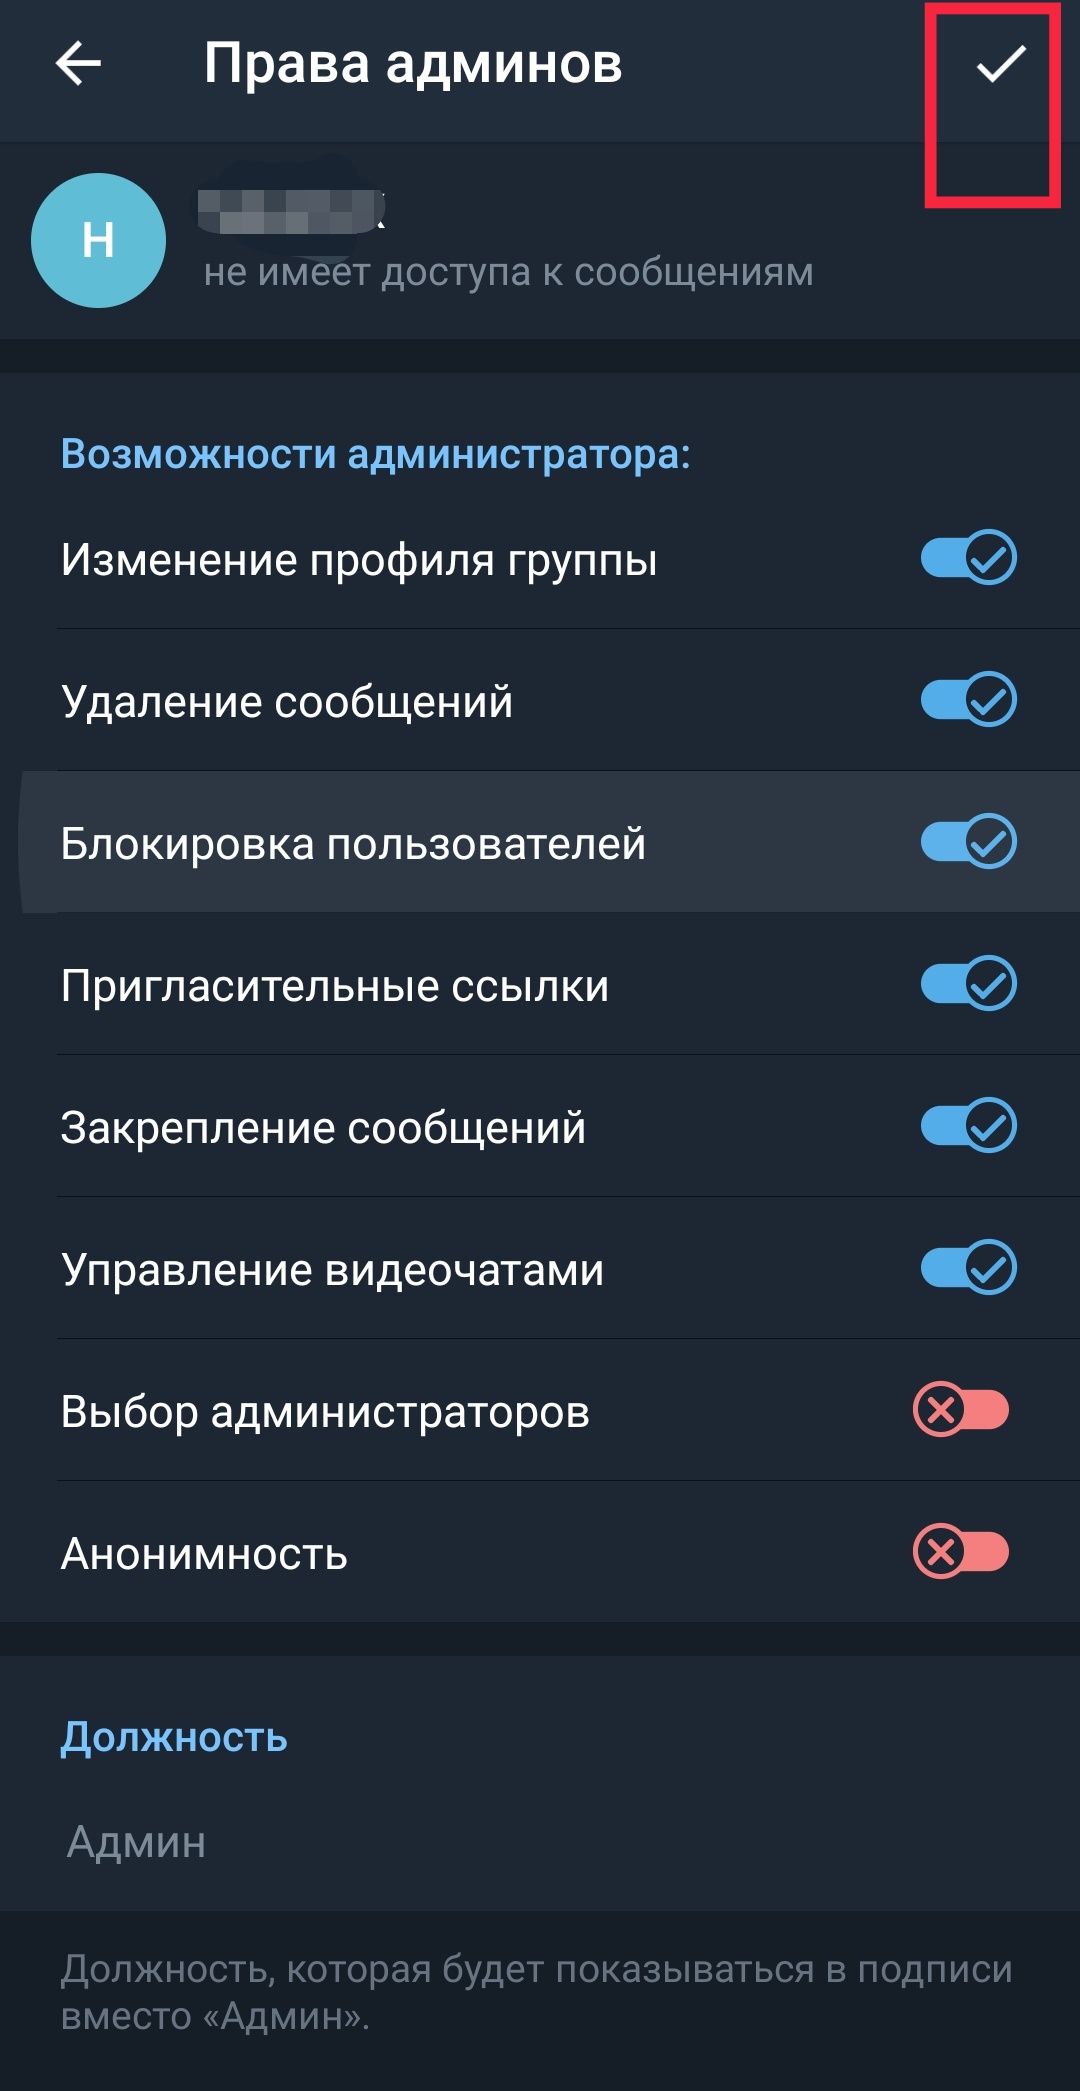 Права админов
Н
не имеет доступа к сообщениям
Возможности администратора:
Изменение профиля группы
Удаление сообщений
Блокировка пользователей
Пригласительные ссылки
Закрепление сообщений
Управление видеочатами
Выбор администраторов
Анонимность
Должность
Админ
Должность, которая будет показываться в подписи
вместо «Админ».